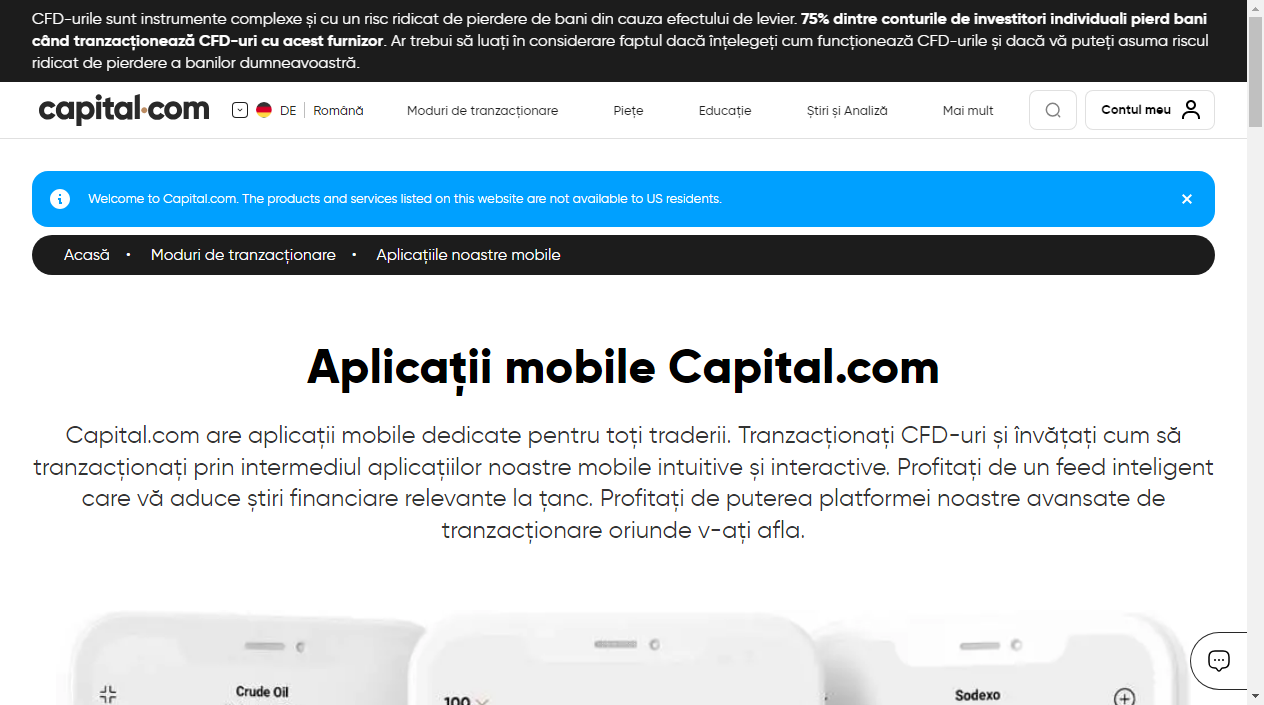 CFD-urile sunt instrumente complexe și cu un risc ridicat de pierdere de bani din cauza efectului de levier. 75% dintre conturile de investitori individuali pierd bani
când tranzacționează CFD-uri cu acest furnizor. Ar trebui să luați în considerare faptul dacă înțelegeți cum funcționează CFD-urile și dacă vă puteți asuma riscul
ridicat de pierdere a banilor dumneavoastră.
capital.com DE Română Moduri de tranzacționare Piețe Educație Știri și Analiză Mai mult Contul meu
Welcome to Capital.com. The products and services listed on this website are not available to US residents.
Acasă • Moduri de tranzacționare • Aplicațiile noastre mobile
Aplicații mobile Capital.com
Capital.com are aplicații mobile dedicate pentru toți traderii. Tranzacționați CFD-uri și învățați cum să
tranzacționați prin intermediul aplicațiilor noastre mobile intuitive și interactive. Profitați de un feed inteligent
care vă aduce știri financiare relevante la țanc. Profitați de puterea platformei noastre avansate de
tranzacționare oriunde v-ați afla.
Crude Oil
100
Sodexo